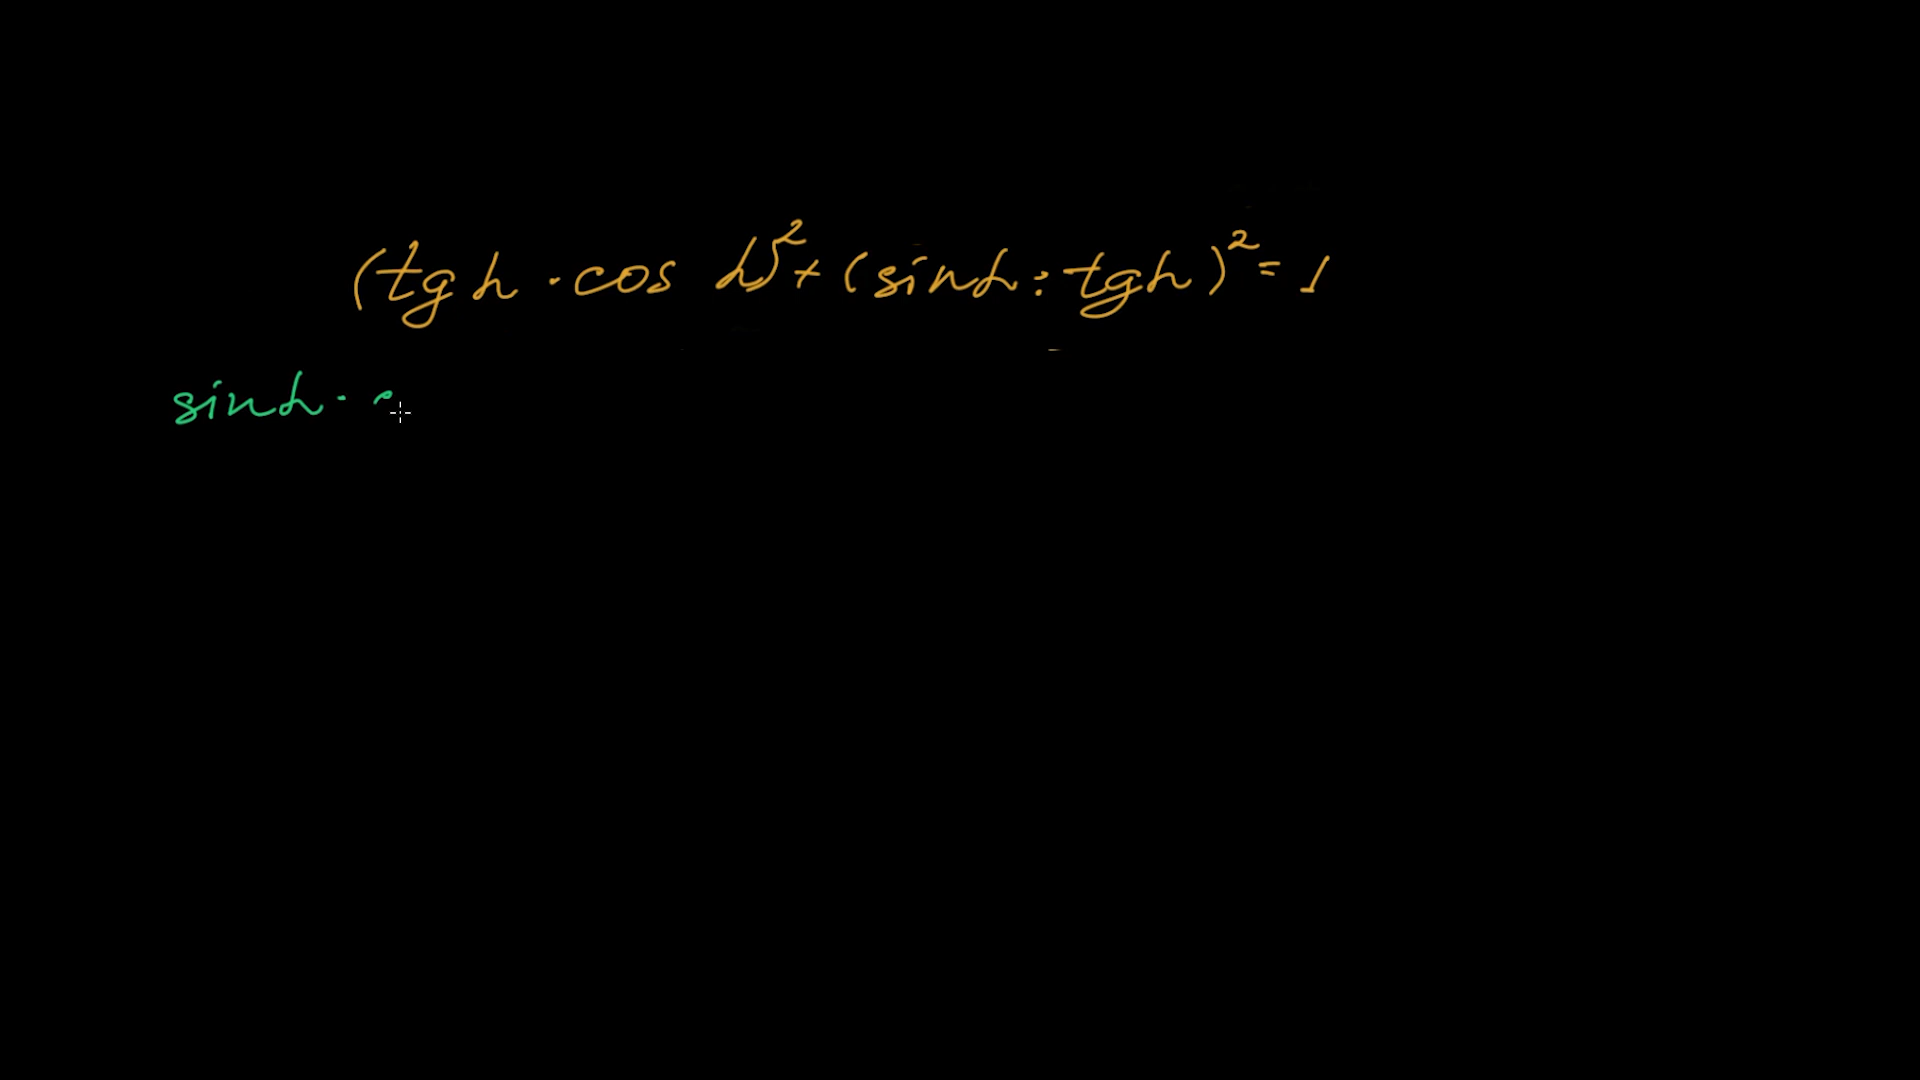 (tgh · cos h)² + (sinh : tgh)² = 1
sinh ·